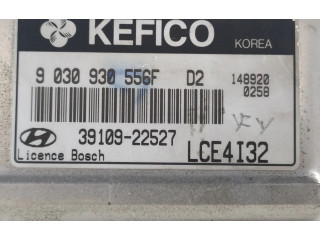 KEFICO
KOREA
9 030 930 556F D2 148920
0258
39109-22527 LCE4I32
Licence Bosch